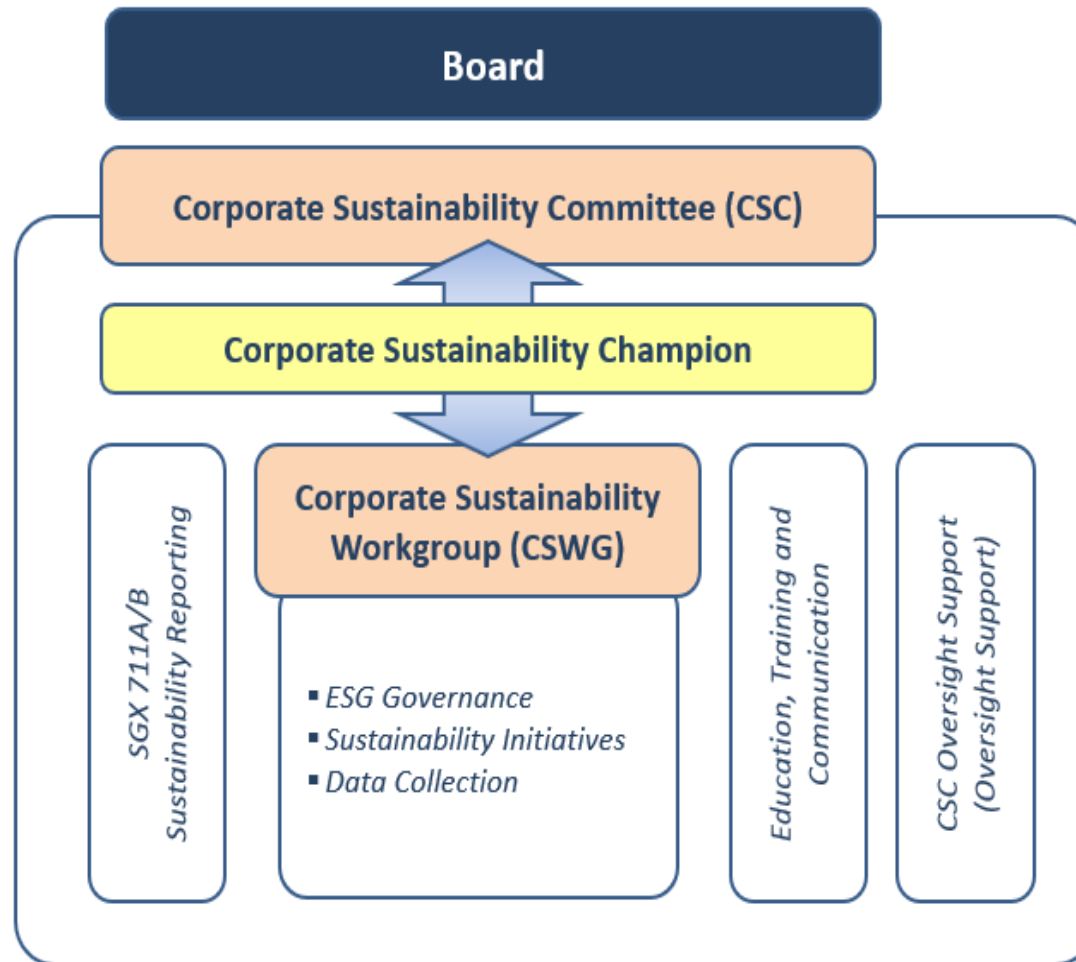 Board
Corporate Sustainability Committee (CSC)
Corporate Sustainability Champion
SGX 711A/B
Sustainability Reporting
Corporate Sustainability
Workgroup (CSWG)
▪ ESG Governance
▪ Sustainability Initiatives
▪ Data Collection
Education, Training and
Communication
CSC Oversight Support
(Oversight Support)